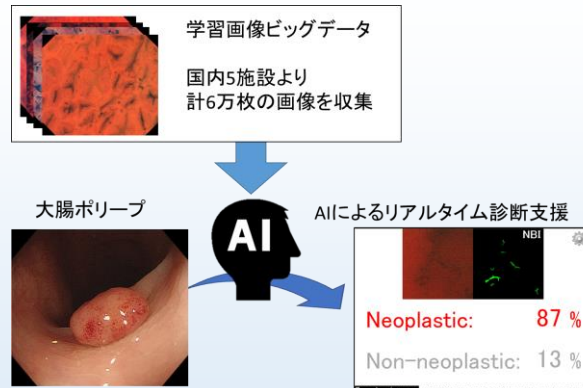 学習画像ビッグデータ
国内5施設より
計6万枚の画像を収集
大腸ポリープ
AI
AIによるリアルタイム診断支援
NBI
Neoplastic: 87 %
Non-neoplastic: 13 %